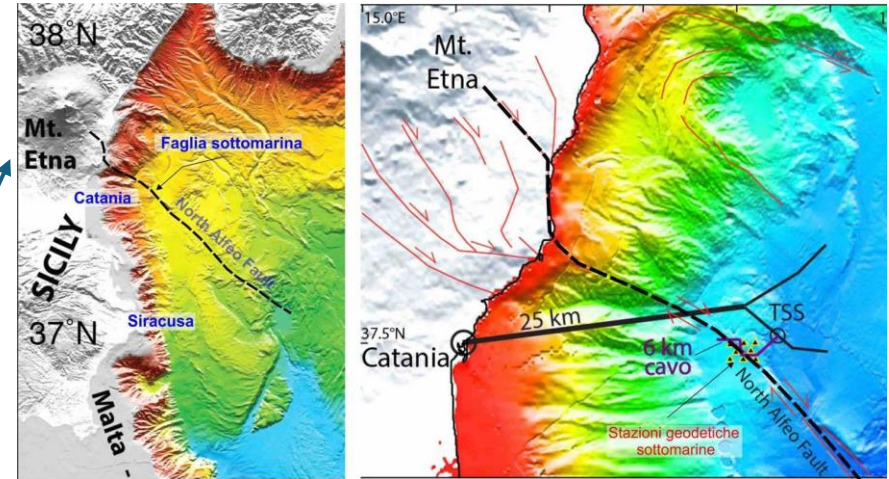 38°N
Mt.
Etna
Faglia sottomarina
Catania
North Alfeo Fault
SICILY
Siracusa
37°N
Malta
15.0°E
Mt.
Etna
25 km
TSS
37.5°N
Catania
6 km
cavo
North Alfeo Fault
Stazioni geodetiche
sottomarine